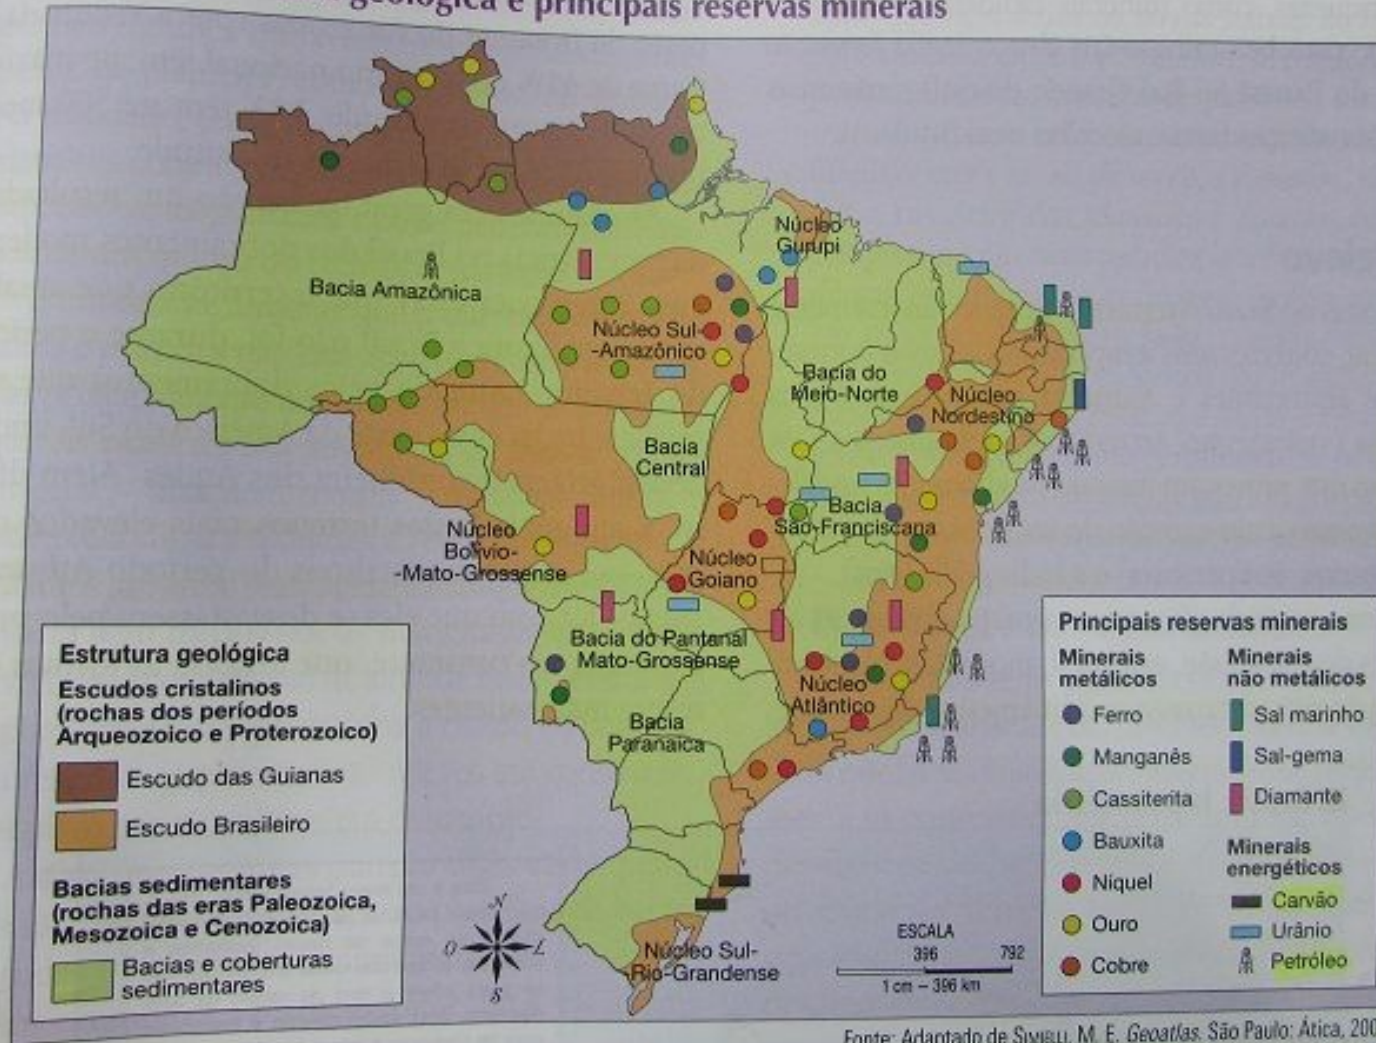 geológica e principais reservas minerais
Núcleo
Gurupi
Bacia Amazônica
Núcleo Sul-
-Amazônico
Bacia do
Meio-Norte
Núcleo
Nordestino
Bacia
Central
Bacia
São-Franciscana
Núcleo
Bolívio-
-Mato-Grossense
Núcleo
Goiano
Bacia do Pantanal
Mato-Grossense
Núcleo
Atlântico
Bacia
Paranaica
Núcleo Sul-
-Rio-Grandense
Estrutura geológica
Escudos cristalinos
(rochas dos períodos
Arqueozoico e Proterozoico)
Escudo das Guianas
Escudo Brasileiro
Bacias sedimentares
(rochas das eras Paleozoica,
Mesozoica e Cenozoica)
Bacias e coberturas
sedimentares
N
O
L
S
ESCALA
396 792
1 cm – 396 km
Principais reservas minerais
Minerais
metálicos
Ferro
Manganês
Cassiterita
Bauxita
Níquel
Ouro
Cobre
Minerais
não metálicos
Sal marinho
Sal-gema
Diamante
Minerais
energéticos
Carvão
Urânio
Petróleo
Fonte: Adaptado de SIMIELLI, M. E. Geoatlas. São Paulo: Ática, 200